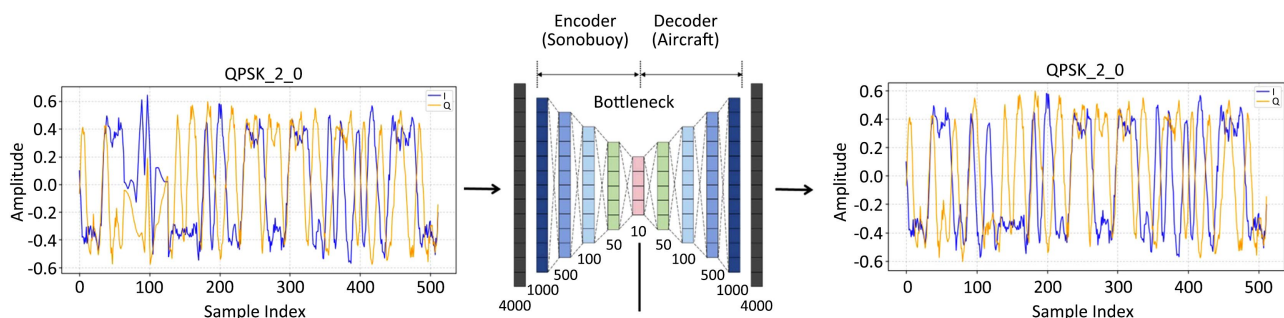 QPSK_2_0
I
Q
0.6
0.4
0.2
0.0
-0.2
-0.4
-0.6
Amplitude
0 100 200 300 400 500
Sample Index
Encoder
(Sonobuoy)
Decoder
(Aircraft)
Bottleneck
4000
1000
500
100
50
10
50
100
500
1000
4000
QPSK_2_0
I
Q
0.6
0.4
0.2
0.0
-0.2
-0.4
-0.6
Amplitude
0 100 200 300 400 500
Sample Index